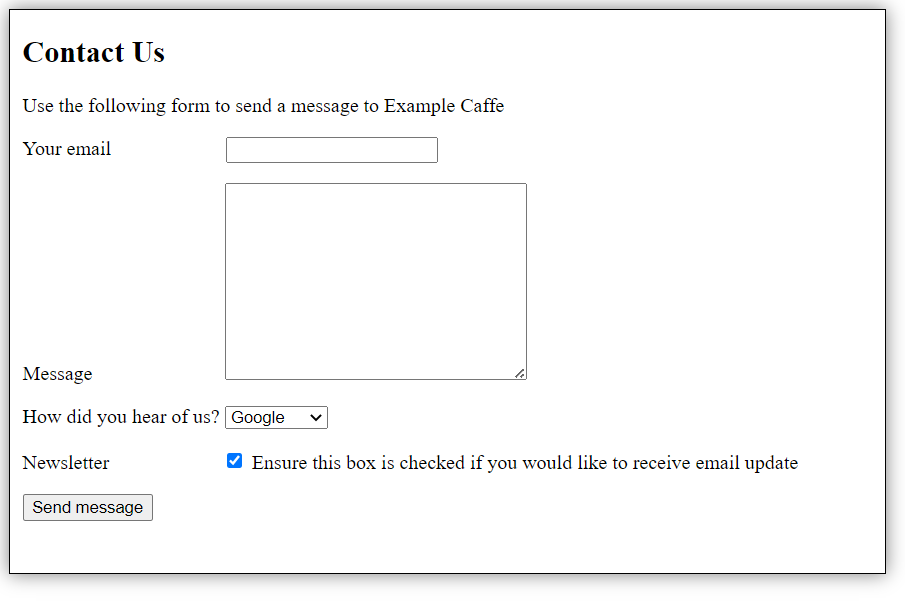 Contact Us
Use the following form to send a message to Example Caffe
Your email
Message
How did you hear of us? Google
Newsletter Ensure this box is checked if you would like to receive email update
Send message